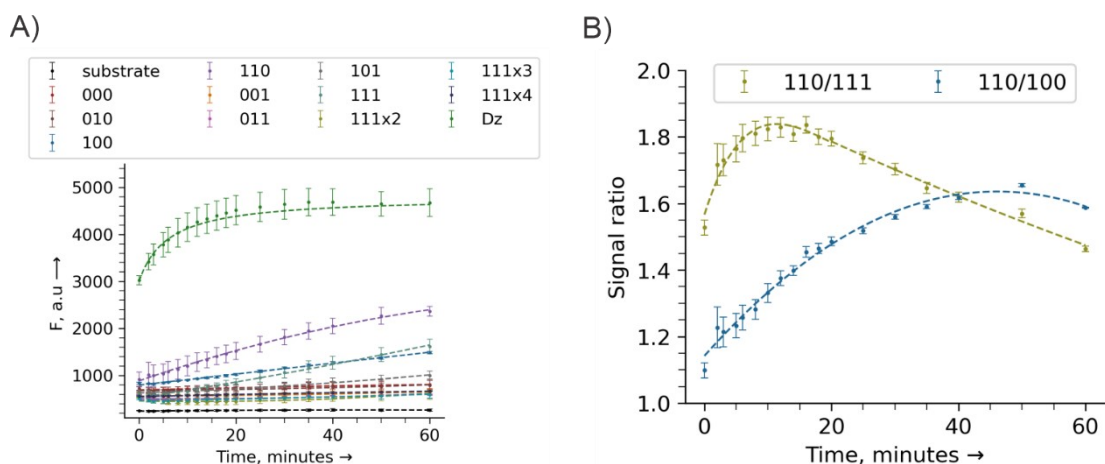 A)
substrate 110 101 111x3
000 001 111 111x4
010 011 111x2 Dz
100
5000
4000
3000
2000
1000
F, a.u ⟶
0 20 40 60
Time, minutes →
B)
110/111 110/100
2.0
1.8
1.6
1.4
1.2
1.0
Signal ratio
0 20 40 60
Time, minutes →